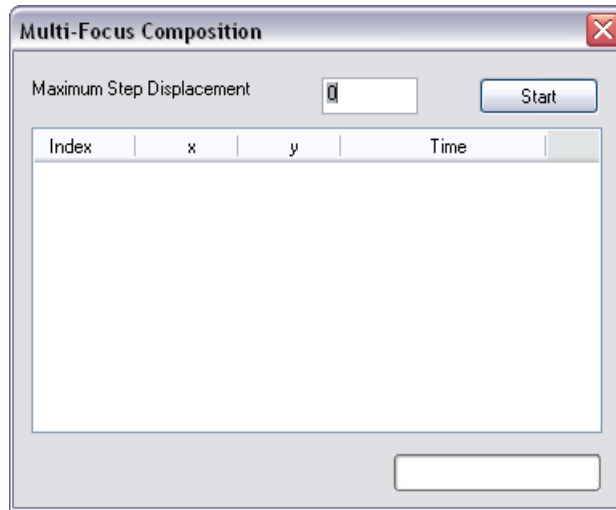 Multi-Focus Composition
Maximum Step Displacement 0 Start
Index x y Time